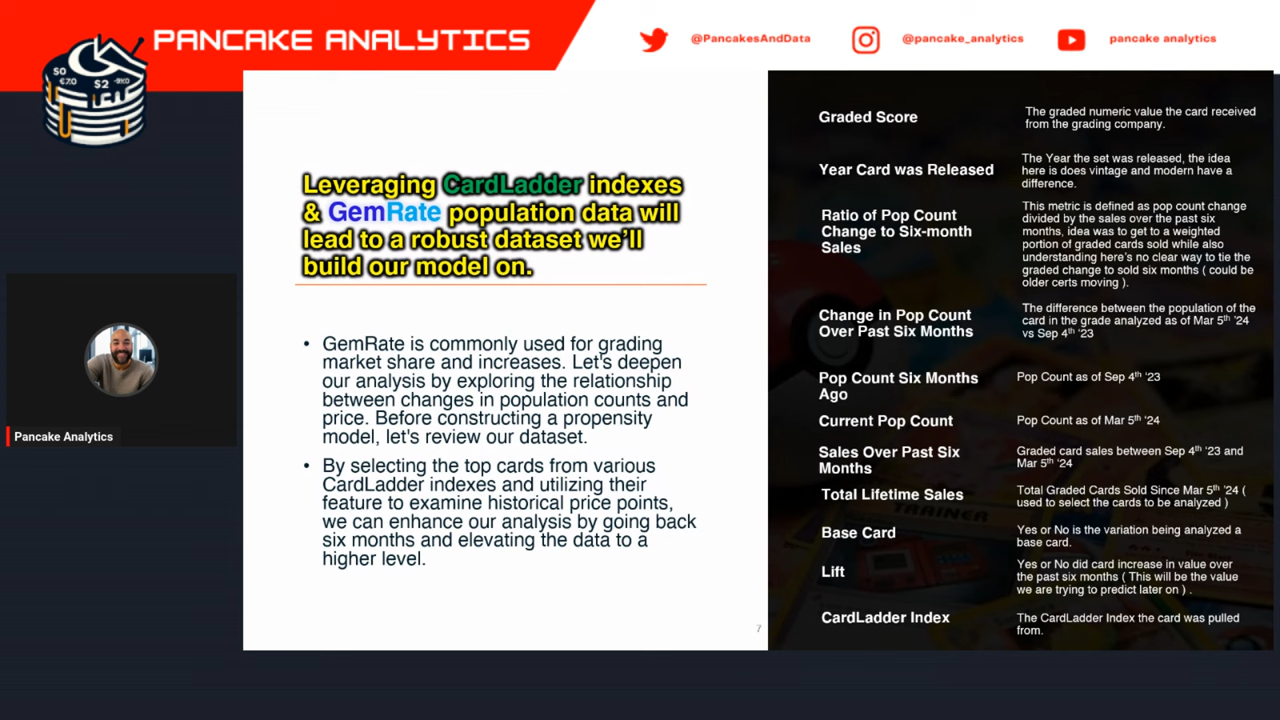 PANCAKE ANALYTICS
@PancakesAndData
@pancake_analytics
pancake analytics
$0
€7.0
$2
Pancake Analytics
Leveraging CardLadder indexes
& GemRate population data will
lead to a robust dataset we'll
build our model on.
• GemRate is commonly used for grading
market share and increases. Let's deepen
our analysis by exploring the relationship
between changes in population counts and
price. Before constructing a propensity
model, let's review our dataset.
• By selecting the top cards from various
CardLadder indexes and utilizing their
feature to examine historical price points,
we can enhance our analysis by going back
six months and elevating the data to a
higher level.
7
Graded Score
The graded numeric value the card received
from the grading company.
Year Card was Released
The Year the set was released, the idea
here is does vintage and modern have a
difference.
Ratio of Pop Count
Change to Six-month
Sales
This metric is defined as pop count change
divided by the sales over the past six
months, idea was to get to a weighted
portion of graded cards sold while also
understanding here's no clear way to tie the
graded change to sold six months ( could be
older certs moving ).
Change in Pop Count
Over Past Six Months
The difference between the population of the
card in the grade analyzed as of Mar 5th '24
vs Sep 4th '23
Pop Count Six Months
Ago
Pop Count as of Sep 4th '23
Current Pop Count
Pop Count as of Mar 5th '24
Sales Over Past Six
Months
Graded card sales between Sep 4th '23 and
Mar 5th '24
Total Lifetime Sales
Total Graded Cards Sold Since Mar 5th '24 (
used to select the cards to be analyzed )
Base Card
Yes or No is the variation being analyzed a
base card.
Lift
Yes or No did card increase in value over
the past six months ( This will be the value
we are trying to predict later on ) .
CardLadder Index
The CardLadder Index the card was pulled
from.
TRAINER